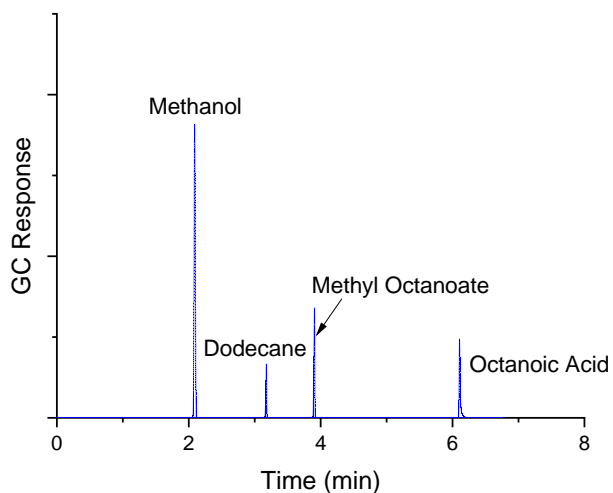 Methanol
Methyl Octanoate
Dodecane
Octanoic Acid
GC Response
0 2 4 6 8
Time (min)